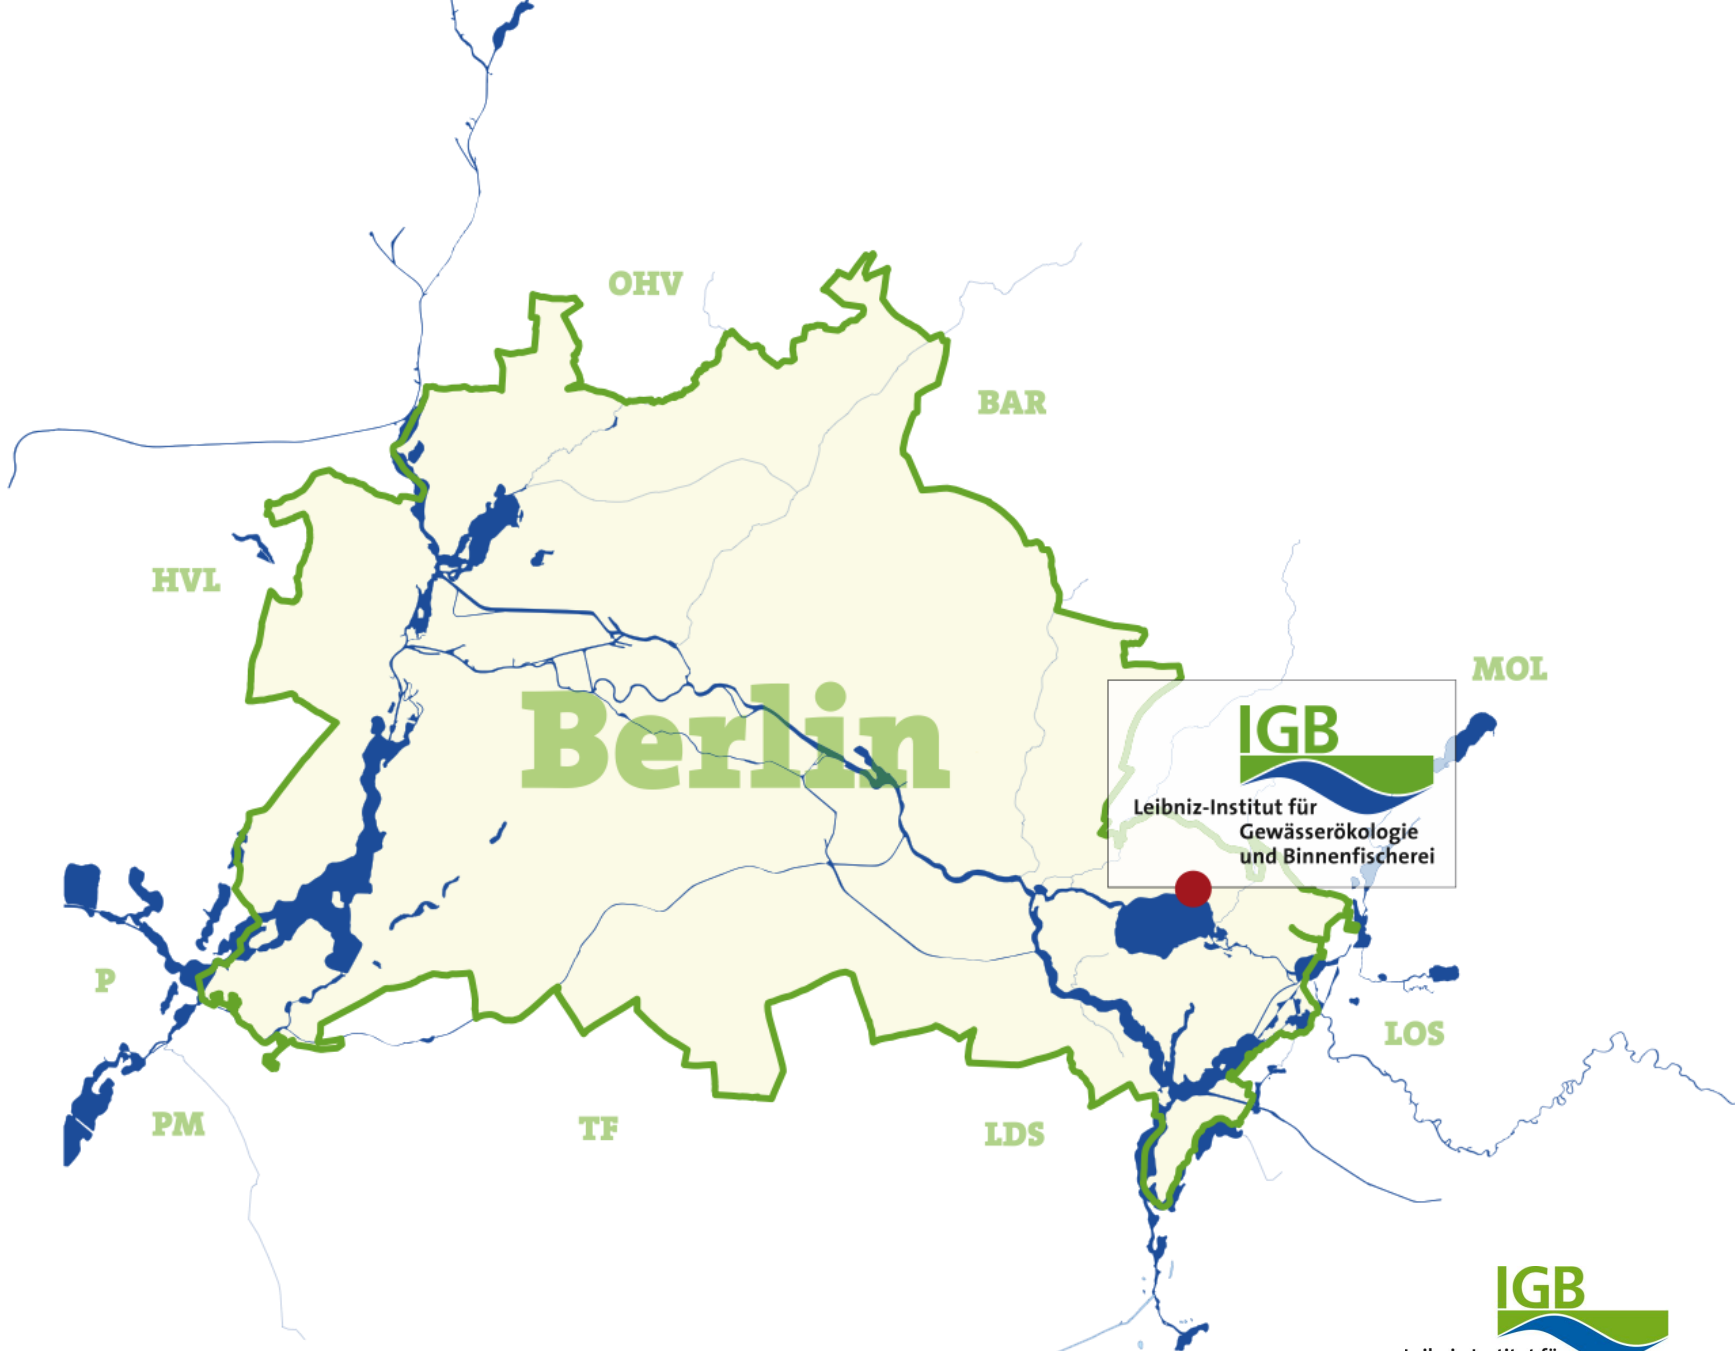 OHV
BAR
HVL
MOL
Berlin
IGB
Leibniz-Institut für
Gewässerökologie
und Binnenfischerei
P
LOS
PM
TF
LDS
IGB